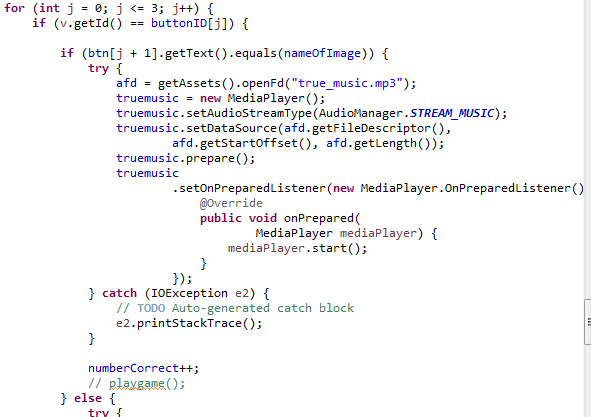 for (int j = 0; j <= 3; j++) {
if (v.getId() == buttonID[j]) {
if (btn[j + 1].getText().equals(nameOfImage)) {
try {
afd = getAssets().openFd("true_music.mp3");
truemusic = new MediaPlayer();
truemusic.setAudioStreamType(AudioManager.STREAM_MUSIC);
truemusic.setDataSource(afd.getFileDescriptor(),
afd.getStartOffset(), afd.getLength());
truemusic.prepare();
truemusic
.setOnPreparedListener(new MediaPlayer.OnPreparedListener()
@Override
public void onPrepared(
MediaPlayer mediaPlayer) {
mediaPlayer.start();
}
});
} catch (IOException e2) {
// TODO Auto-generated catch block
e2.printStackTrace();
}
numberCorrect++;
// playgame();
} else {
try {